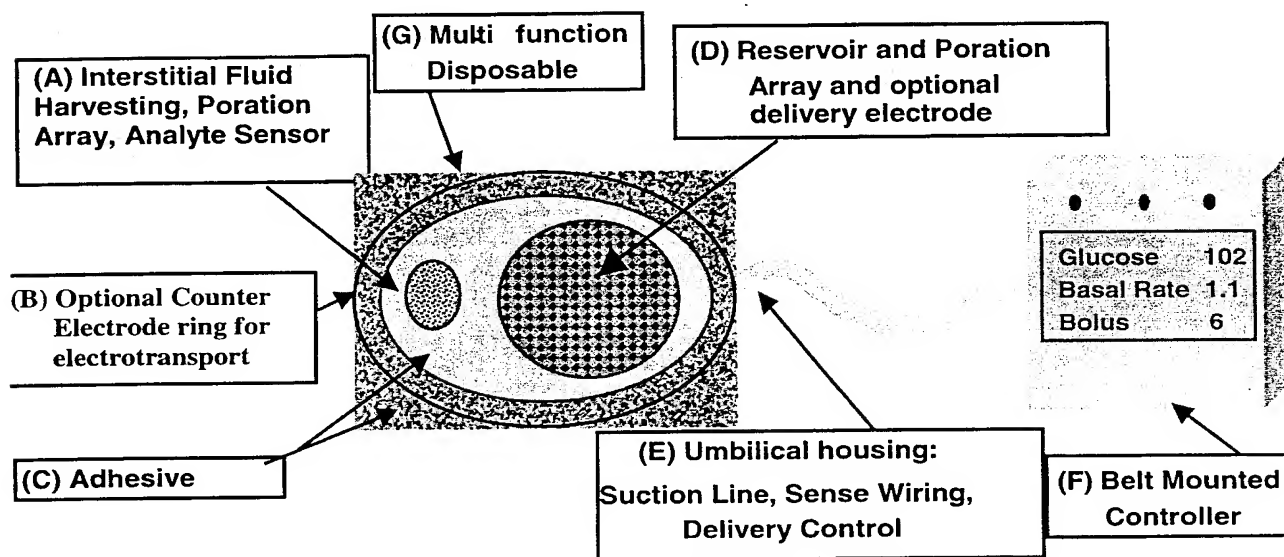 (G) Multi function
Disposable
(D) Reservoir and Poration
Array and optional
delivery electrode
(A) Interstitial Fluid
Harvesting, Poration
Array, Analyte Sensor
Glucose 102
Basal Rate 1.1
Bolus 6
(B) Optional Counter
Electrode ring for
electrotransport
(C) Adhesive
(E) Umbilical housing:
Suction Line, Sense Wiring,
Delivery Control
(F) Belt Mounted
Controller